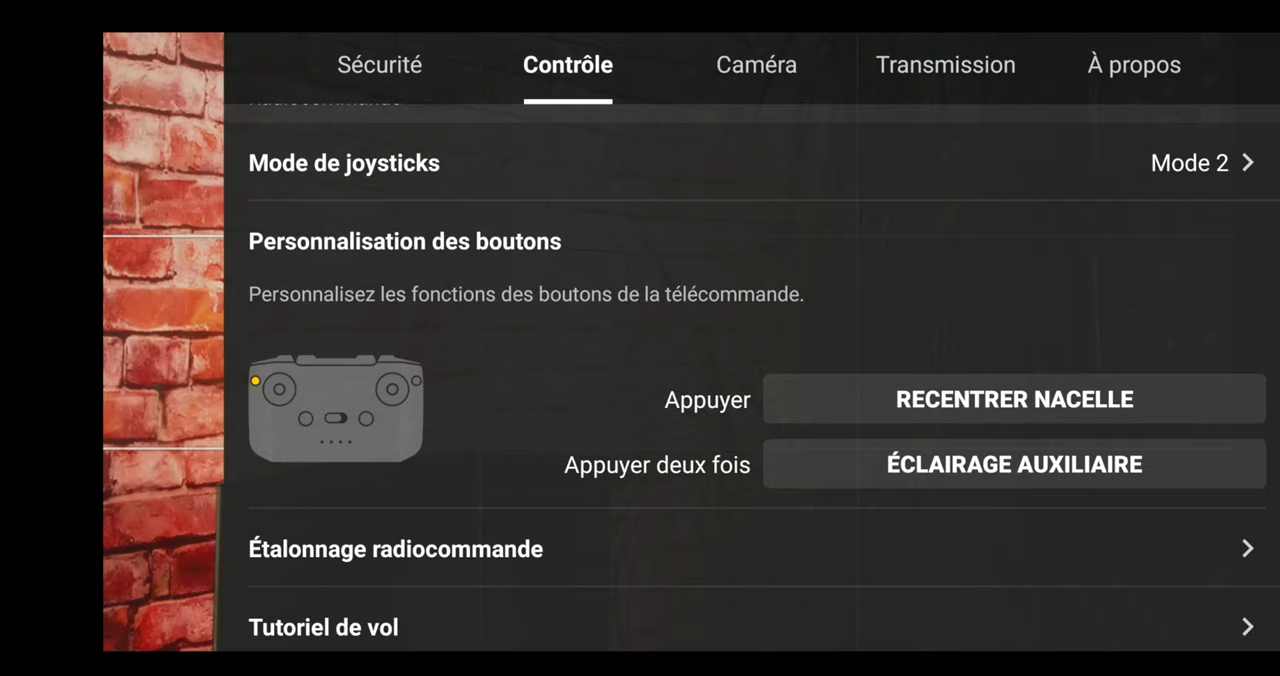 Sécurité
Contrôle
Caméra
Transmission
À propos
Mode de joysticks
Mode 2
Personnalisation des boutons
Personnalisez les fonctions des boutons de la télécommande.
Appuyer
RECENTRER NACELLE
Appuyer deux fois
ÉCLAIRAGE AUXILIAIRE
Étalonnage radiocommande
Tutoriel de vol